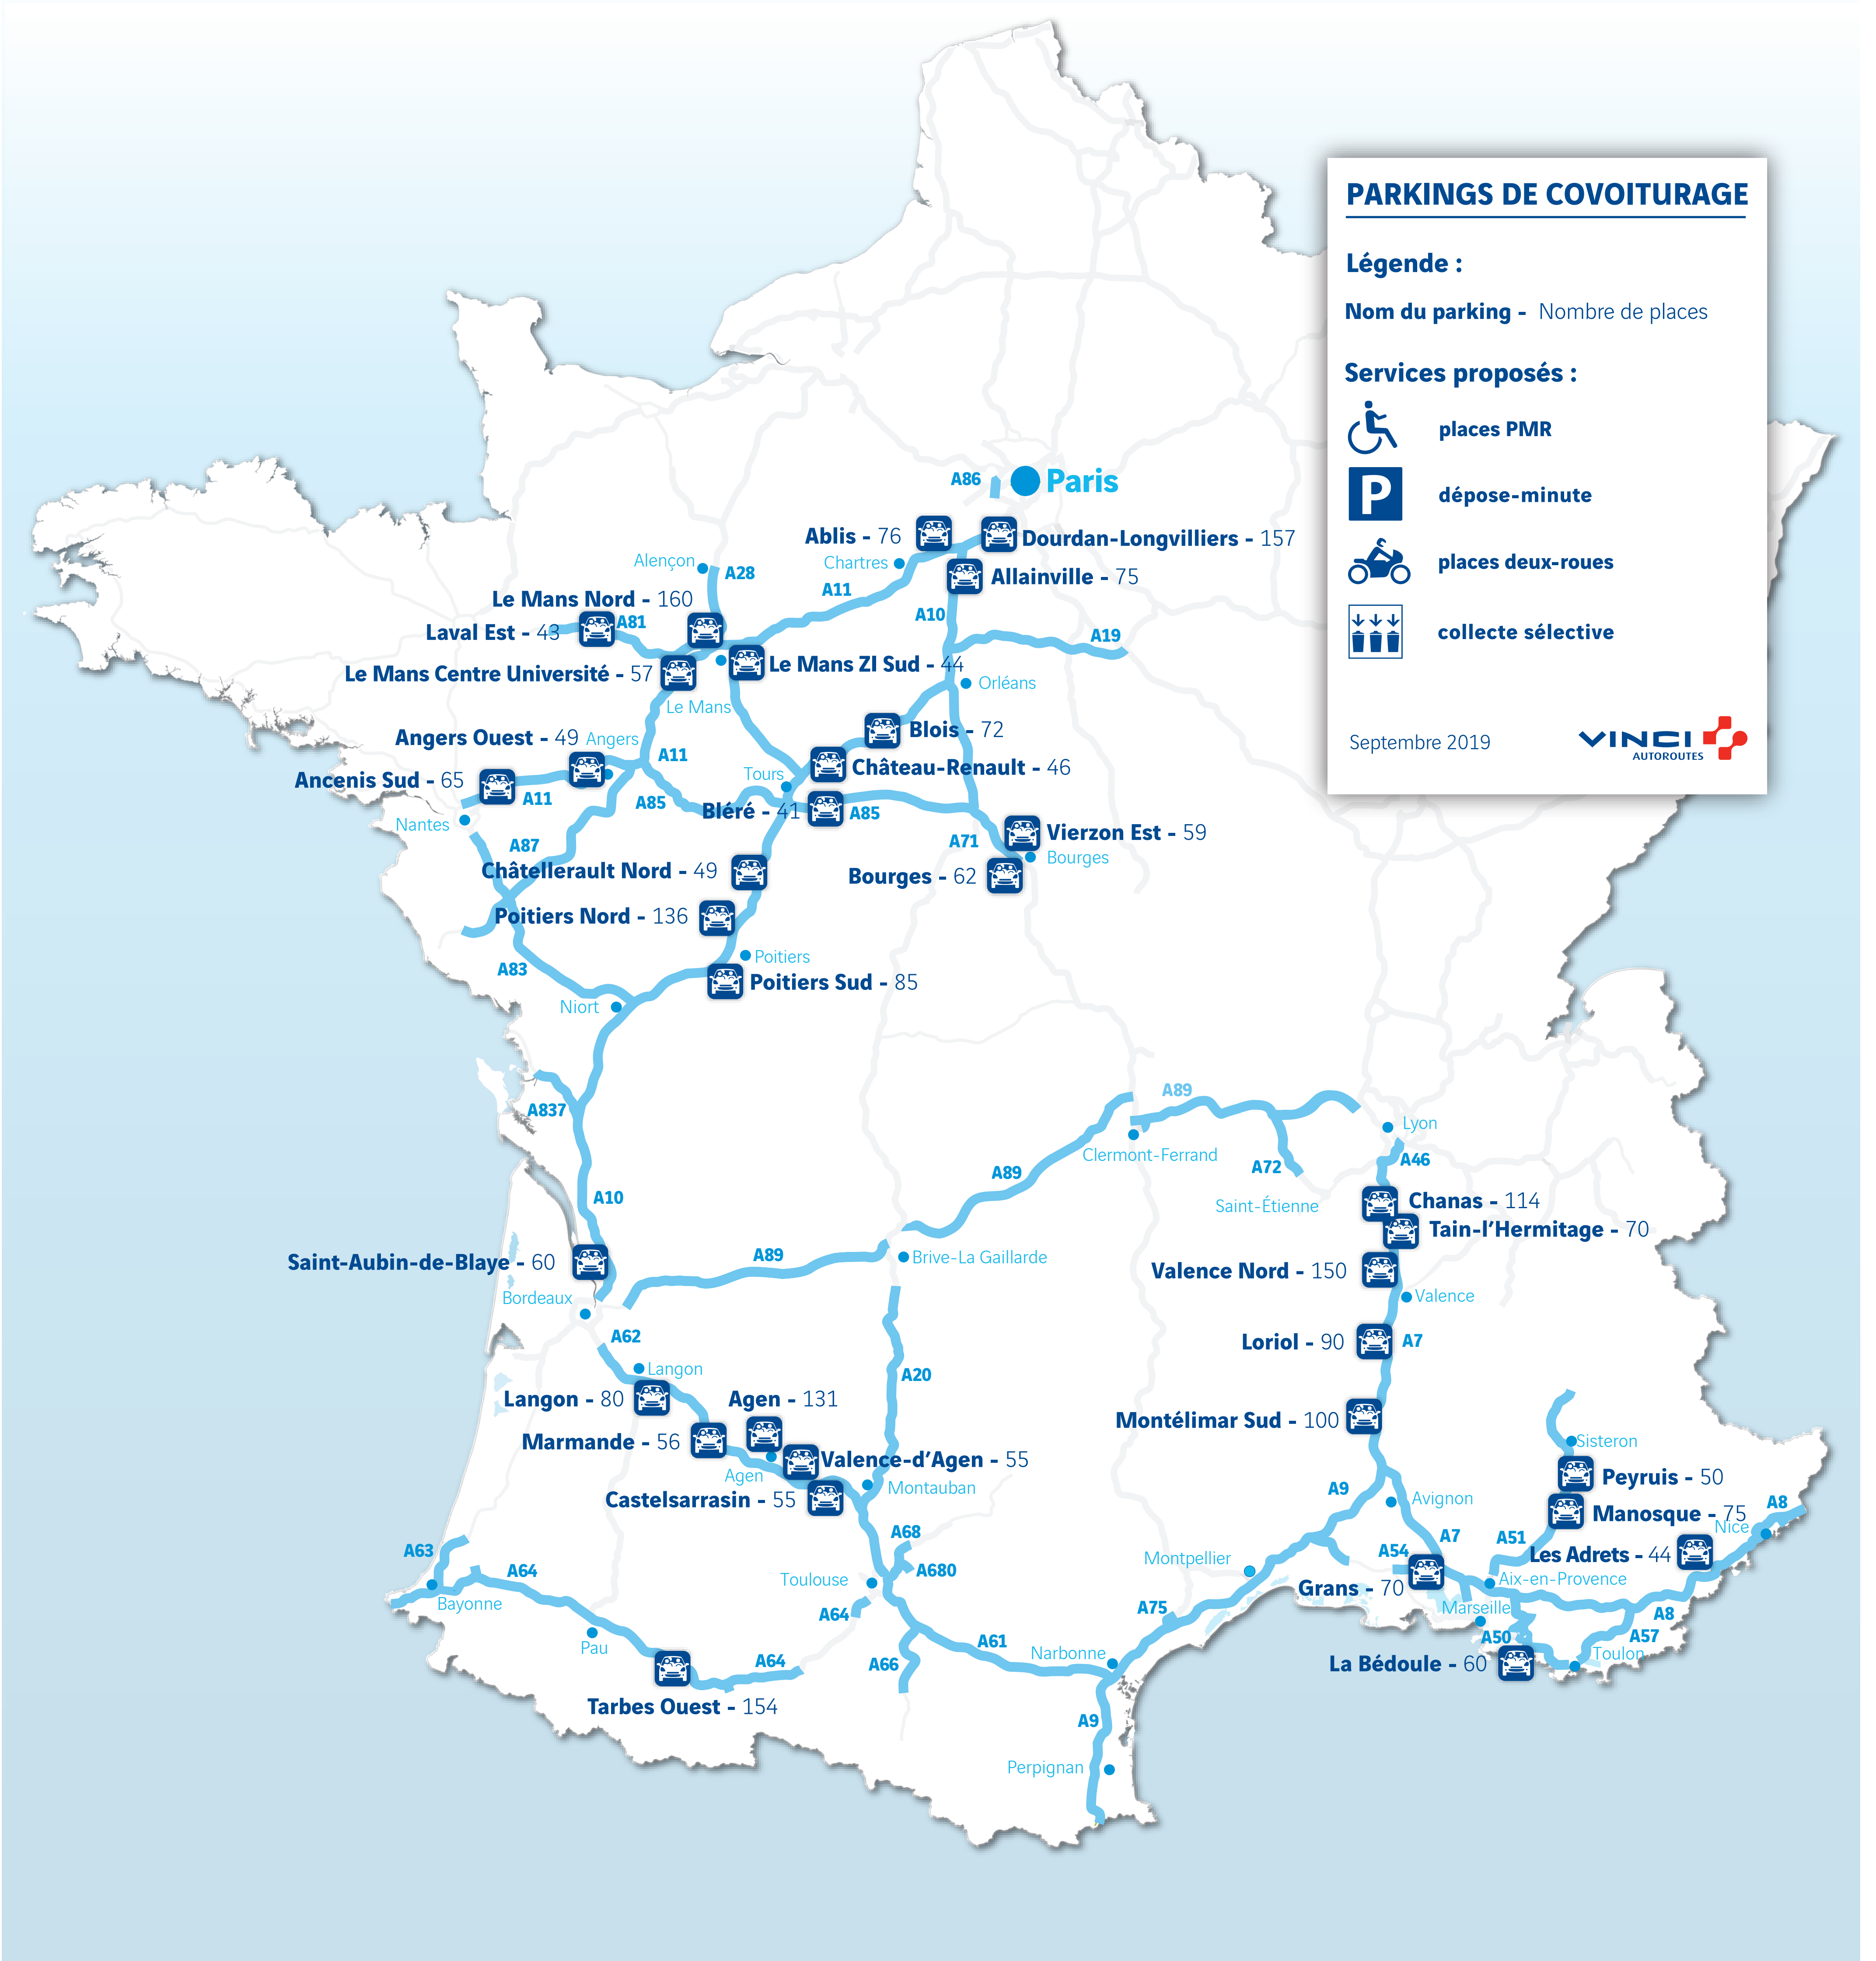 PARKINGS DE COVOITURAGE
Légende :
Nom du parking - Nombre de places
Services proposés :
places PMR
P
dépose-minute
places deux-roues
collecte sélective
Septembre 2019
VINCI
AUTOROUTES
A86
Paris
Ablis - 76
Dourdan-Longvilliers - 157
Chartres
Allainville - 75
Alençon
A28
A11
Le Mans Nord - 160
A10
Laval Est - 43
A81
A19
Le Mans Centre Université - 57
Le Mans ZI Sud - 44
Orléans
Le Mans
Blois - 72
Angers Ouest - 49
Angers
A11
Château-Renault - 46
Ancenis Sud - 65
Tours
A11
A85
Bléré - 41
A85
Nantes
Vierzon Est - 59
A87
A71
Bourges
Châtellerault Nord - 49
Bourges - 62
Poitiers Nord - 136
Poitiers
A83
Poitiers Sud - 85
Niort
A89
A837
Lyon
Clermont-Ferrand
A46
A89
A72
A10
Chanas - 114
Saint-Étienne
Tain-l'Hermitage - 70
A89
Brive-La Gaillarde
Saint-Aubin-de-Blaye - 60
Valence Nord - 150
Bordeaux
Valence
A62
Loriol - 90
A7
Langon
A20
Langon - 80
Agen - 131
Montélimar Sud - 100
Marmande - 56
Sisteron
Valence-d'Agen - 55
Agen
Peyruis - 50
Montauban
A9
Castelsarrasin - 55
Avignon
A8
Manosque - 75
Nice
A68
A7
A51
A63
A54
Les Adrets - 44
Montpellier
A64
A680
Toulouse
Grans - 70
Aix-en-Provence
Bayonne
Marseille
A75
A64
A8
A50
A57
Pau
A61
Narbonne
Toulon
A64
A66
La Bédoule - 60
Tarbes Ouest - 154
A9
Perpignan